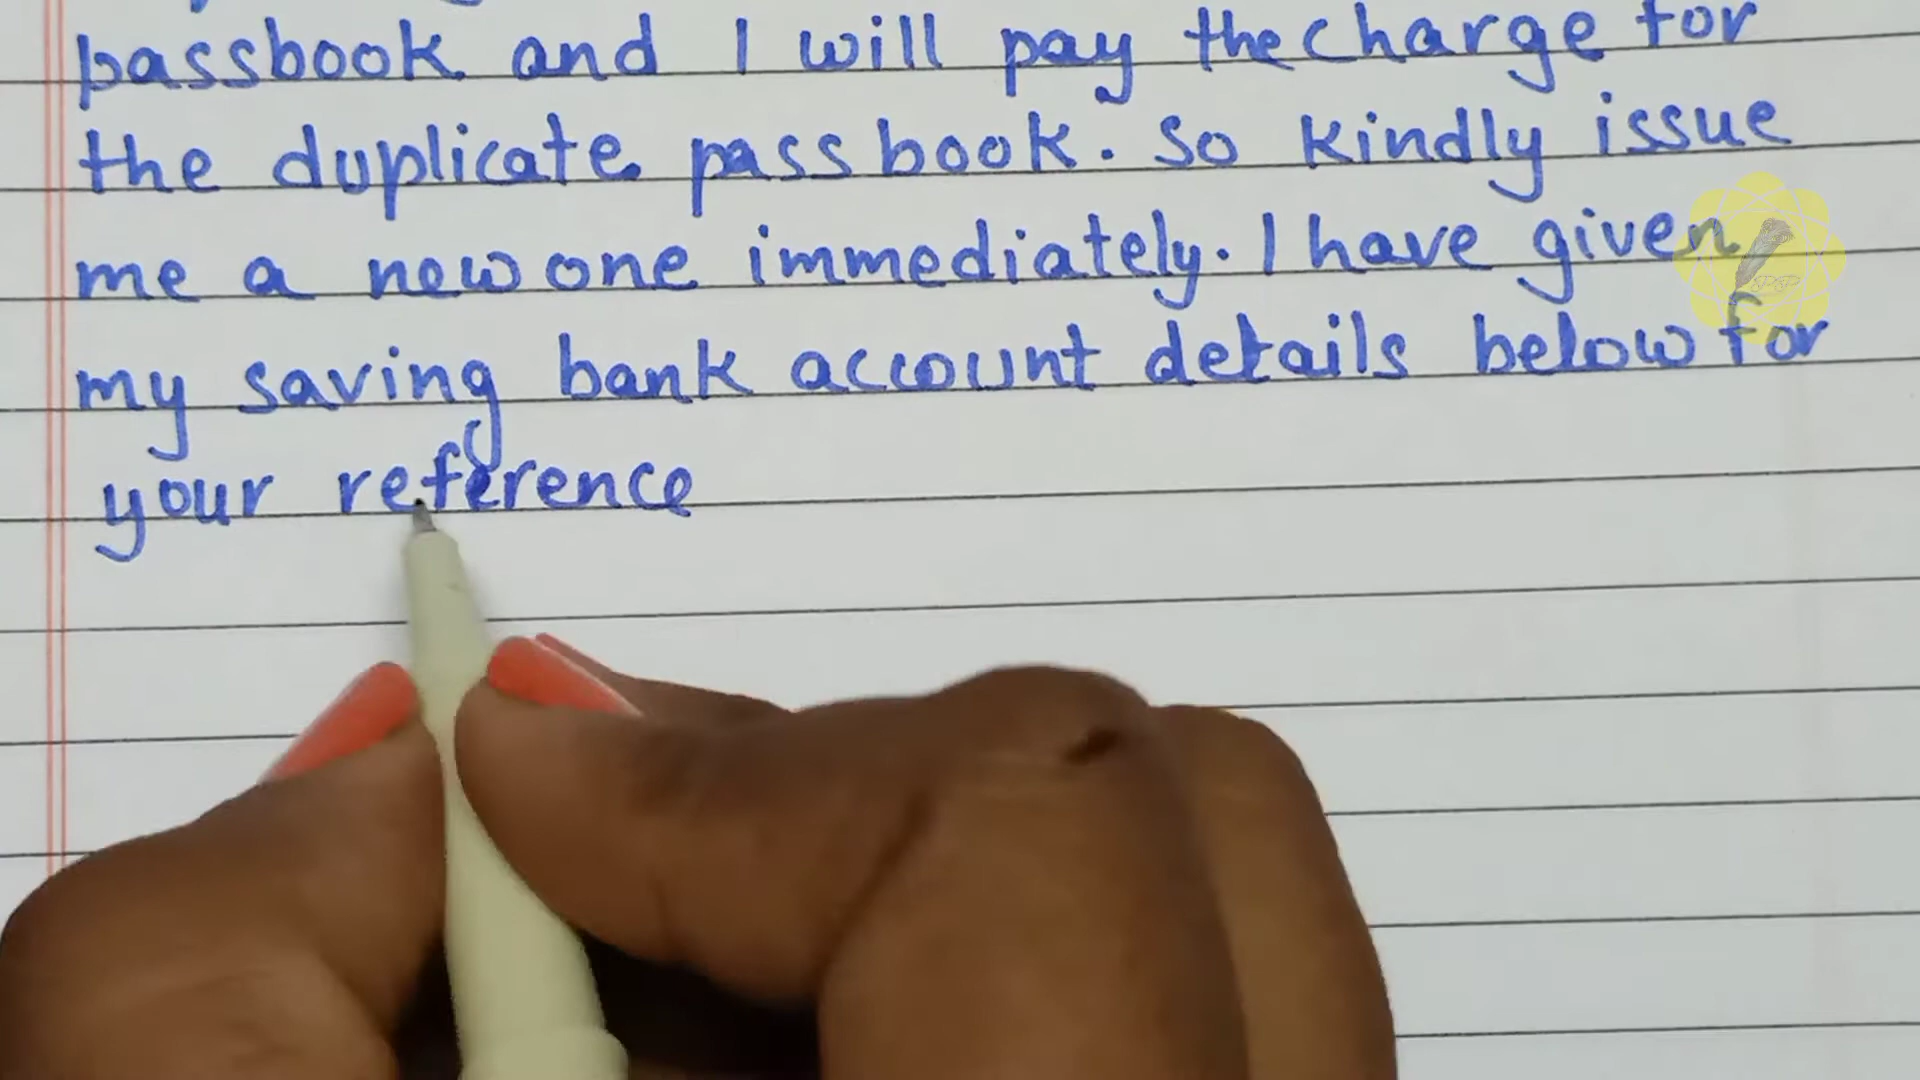 passbook and I will pay the charge for
the duplicate pass book. So kindly issue
me a new one immediately. I have given
my saving bank account details below for
your reference